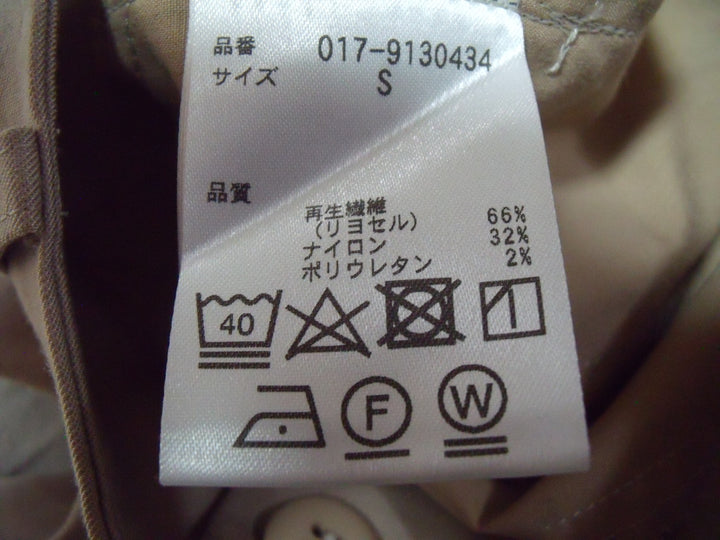 品番 017-9130434
サイズ S
品質
再生繊維 66%
(リヨセル)
ナイロン 32%
ポリウレタン 2%
40
F W